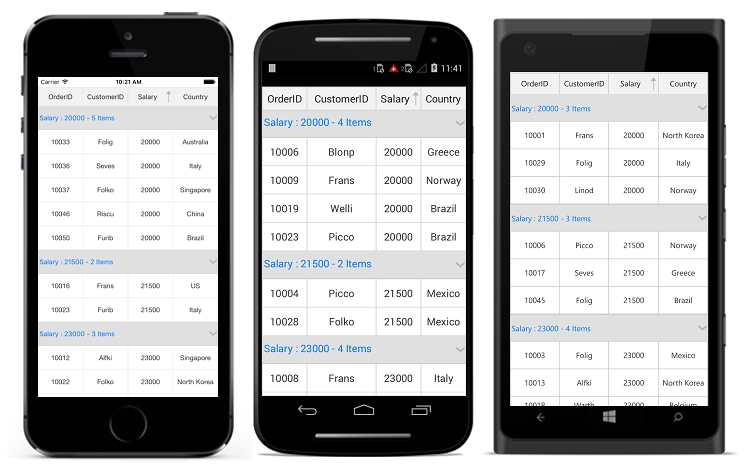 Carrier 10:21 AM
OrderID CustomerID Salary Country
Salary : 20000 - 5 Items
10033 Folig 20000 Australia
10036 Seves 20000 Italy
10037 Folko 20000 Singapore
10046 Riscu 20000 China
10050 Furib 20000 Brazil
Salary : 21500 - 2 Items
10016 Frans 21500 US
10023 Furib 21500 Italy
Salary : 23000 - 3 Items
10012 Alfki 23000 Singapore
10022 Folko 23000 North Korea
1 2 11:41
OrderID CustomerID Salary Country
Salary : 20000 - 4 Items
10006 Blonp 20000 Greece
10009 Frans 20000 Norway
10019 Welli 20000 Brazil
10023 Picco 20000 Brazil
Salary : 21500 - 2 Items
10004 Picco 21500 Mexico
10028 Folko 21500 Mexico
Salary : 23000 - 4 Items
10008 Frans 23000 Italy
OrderID CustomerID Salary Country
Salary : 20000 - 3 Items
10001 Frans 20000 North Korea
10029 Folig 20000 Italy
10030 Linod 20000 Norway
Salary : 21500 - 3 Items
10006 Picco 21500 Norway
10017 Seves 21500 Greece
10045 Folig 21500 Brazil
Salary : 23000 - 4 Items
10003 Folig 23000 Mexico
10013 Alfki 23000 North Korea
10018 Warth 23000 Belgium